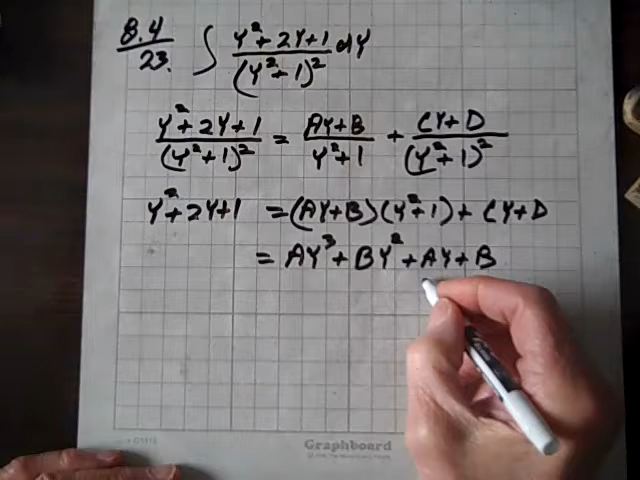 8.4/23. ∫ (y²+2y+1)/(y²+1)² dy
(y²+2y+1)/(y²+1)² = (Ay+B)/(y²+1) + (Cy+D)/(y²+1)²
y²+2y+1 = (Ay+B)(y²+1) + Cy+D
= Ay³ + By² + Ay + B
Graphboard